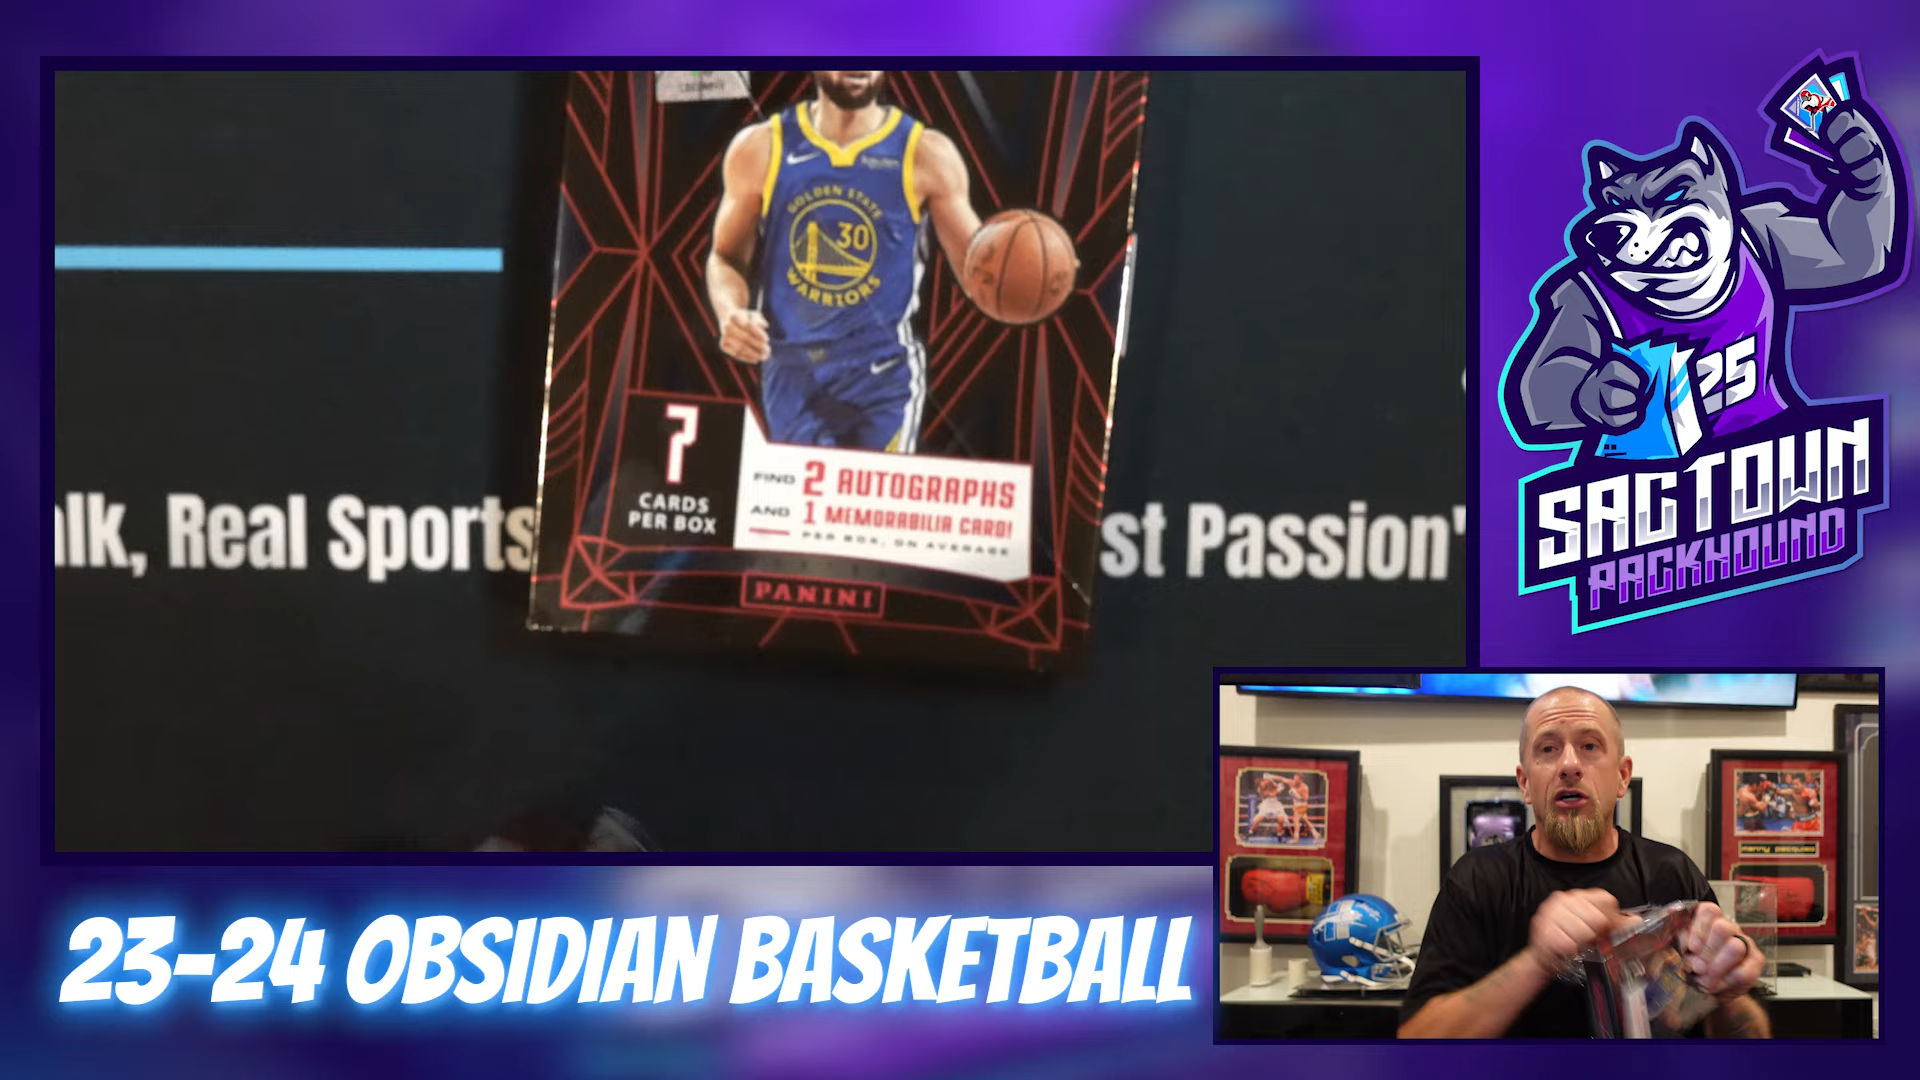 GOLDEN STATE
30
WARRIORS
7
CARDS
PER BOX
FIND 2 AUTOGRAPHS
AND 1 MEMORABILIA CARD!
PER BOX, ON AVERAGE
PANINI
alk, Real Sports
st Passion"
25
SACTOWN
PACKHOUND
23-24 OBSIDIAN BASKETBALL